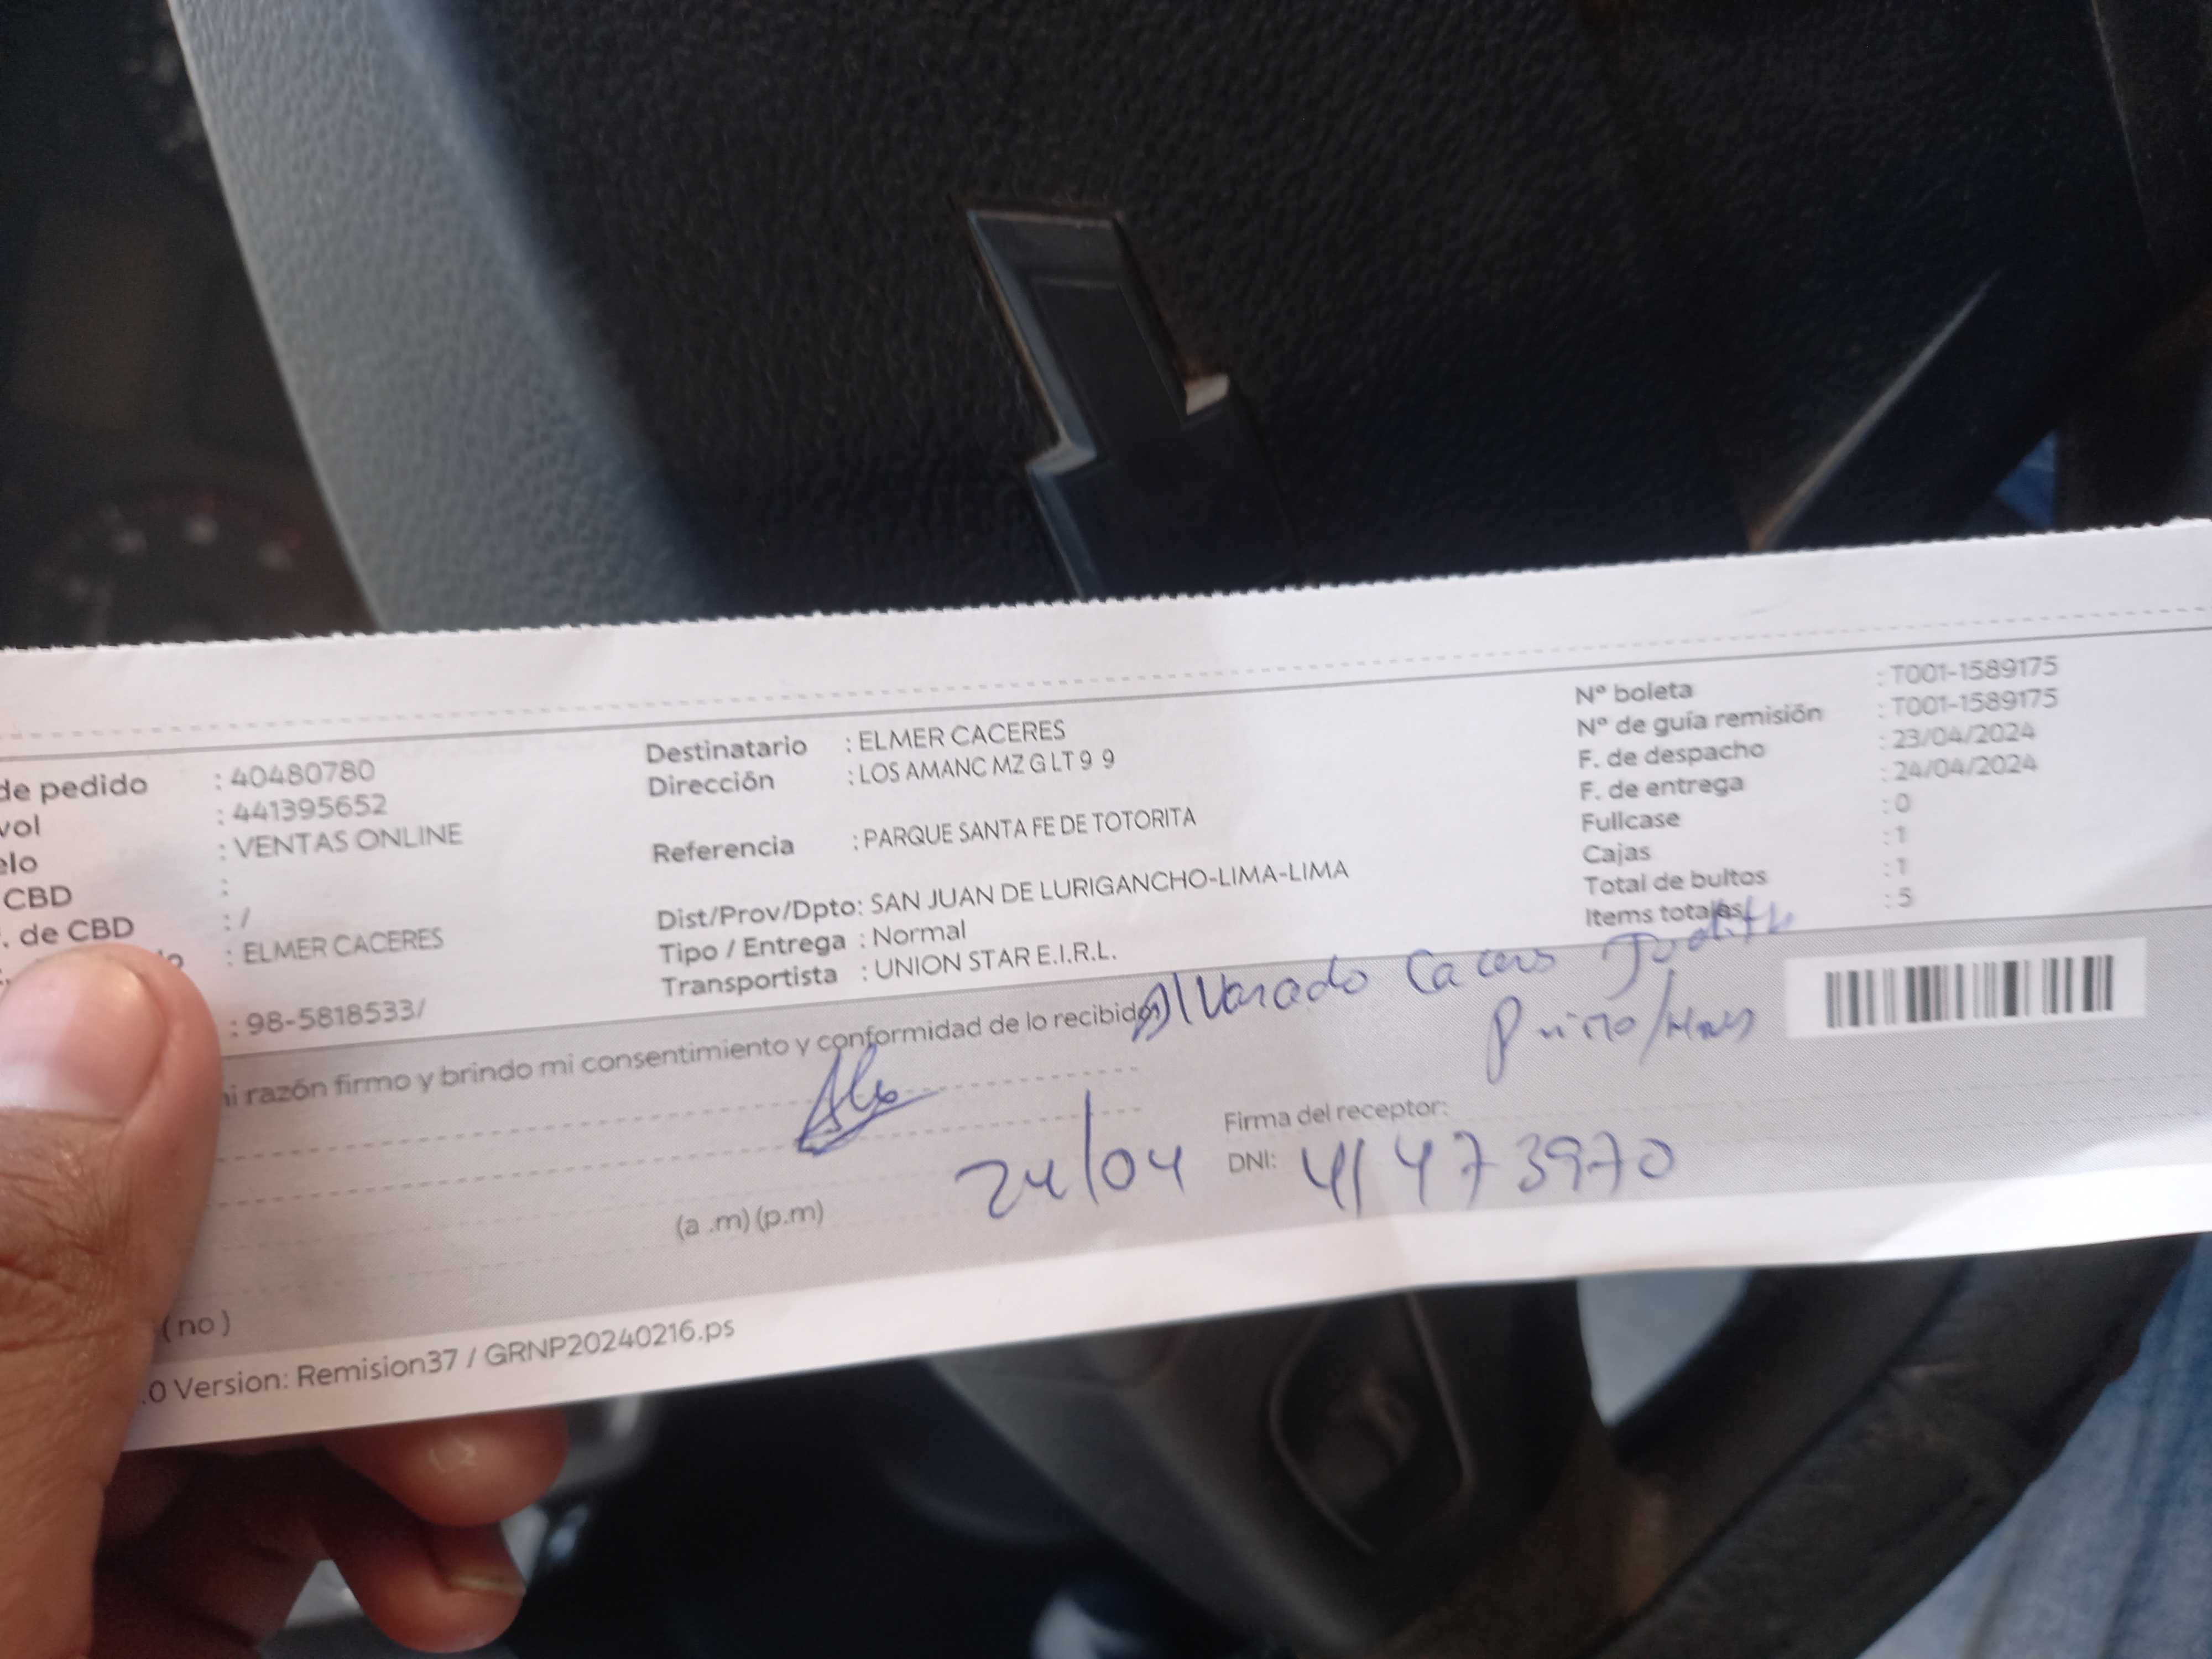 de pedido : 40480780
vol : 441395652
elo : VENTAS ONLINE
CBD :
. de CBD : /
: ELMER CACERES
: 98-5818533/
Destinatario : ELMER CACERES
Dirección : LOS AMANC MZ G LT 9 9
Referencia : PARQUE SANTA FE DE TOTORITA
Dist/Prov/Dpto: SAN JUAN DE LURIGANCHO-LIMA-LIMA
Tipo / Entrega : Normal
Transportista : UNION STAR E.I.R.L.
Nº boleta : T001-1589175
Nº de guía remisión : T001-1589175
F. de despacho : 23/04/2024
F. de entrega : 24/04/2024
Fullcase : 0
Cajas : 1
Total de bultos : 1
Items totales : 5
ni razón firmo y brindo mi consentimiento y conformidad de lo recibido
Alvarado Caceres Judith
Primo/
Firma del receptor:
24/04
DNI: 41473970
(a .m) (p.m)
(no)
.0 Version: Remision37 / GRNP20240216.ps